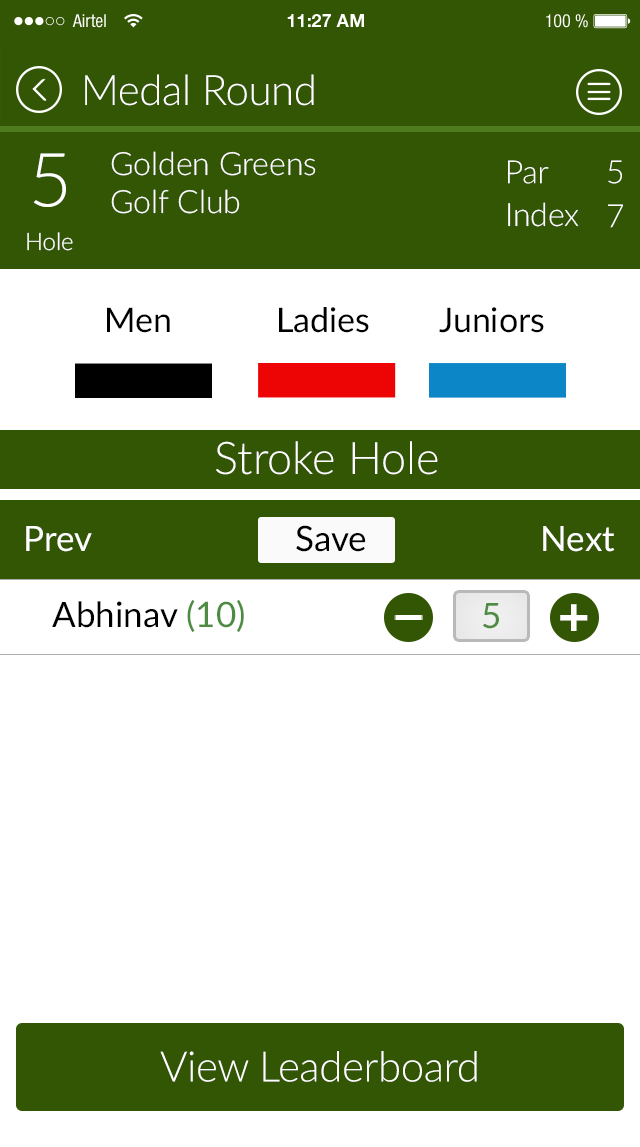 Airtel 11:27 AM 100 %
Medal Round
5 Hole
Golden Greens
Golf Club
Par 5
Index 7
Men Ladies Juniors
Stroke Hole
Prev Save Next
Abhinav (10) 5
View Leaderboard